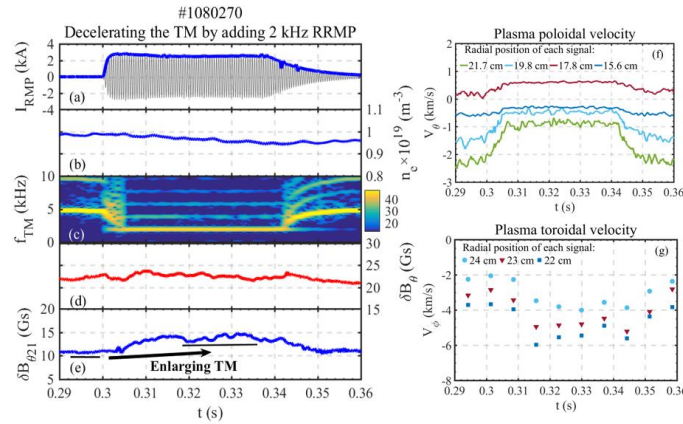 #1080270
Decelerating the TM by adding 2 kHz RRMP
I_RMP (kA)
4
2
0
-2
-4
(a)
n_e × 10^19 (m^-3)
1.1
1
0.9
0.8
(b)
f_TM (kHz)
10
5
0
(c)
40
30
20
10
δB_θ (Gs)
30
25
20
15
(d)
δB_θ21 (Gs)
20
15
10
5
0
(e)
Enlarging TM
0.29 0.3 0.31 0.32 0.33 0.34 0.35 0.36
t (s)
Plasma poloidal velocity
Radial position of each signal: (f)
21.7 cm 19.8 cm 17.8 cm 15.6 cm
V_θ (km/s)
2
1
0
-1
-2
-3
0.29 0.3 0.31 0.32 0.33 0.34 0.35 0.36
t (s)
Plasma toroidal velocity
Radial position of each signal: (g)
24 cm 23 cm 22 cm
V_ϕ (km/s)
0
-2
-4
-6
-8
0.29 0.3 0.31 0.32 0.33 0.34 0.35 0.36
t (s)